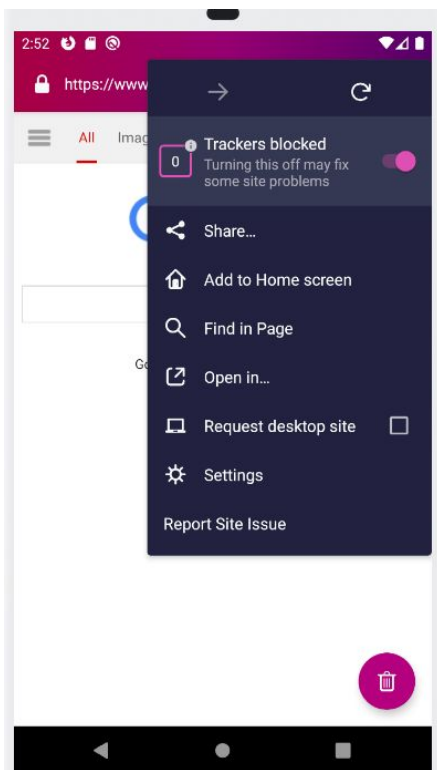 2:52
https://www
All Imag
0
Trackers blocked
Turning this off may fix
some site problems
Share...
Add to Home screen
Find in Page
Go
Open in...
Request desktop site
Settings
Report Site Issue